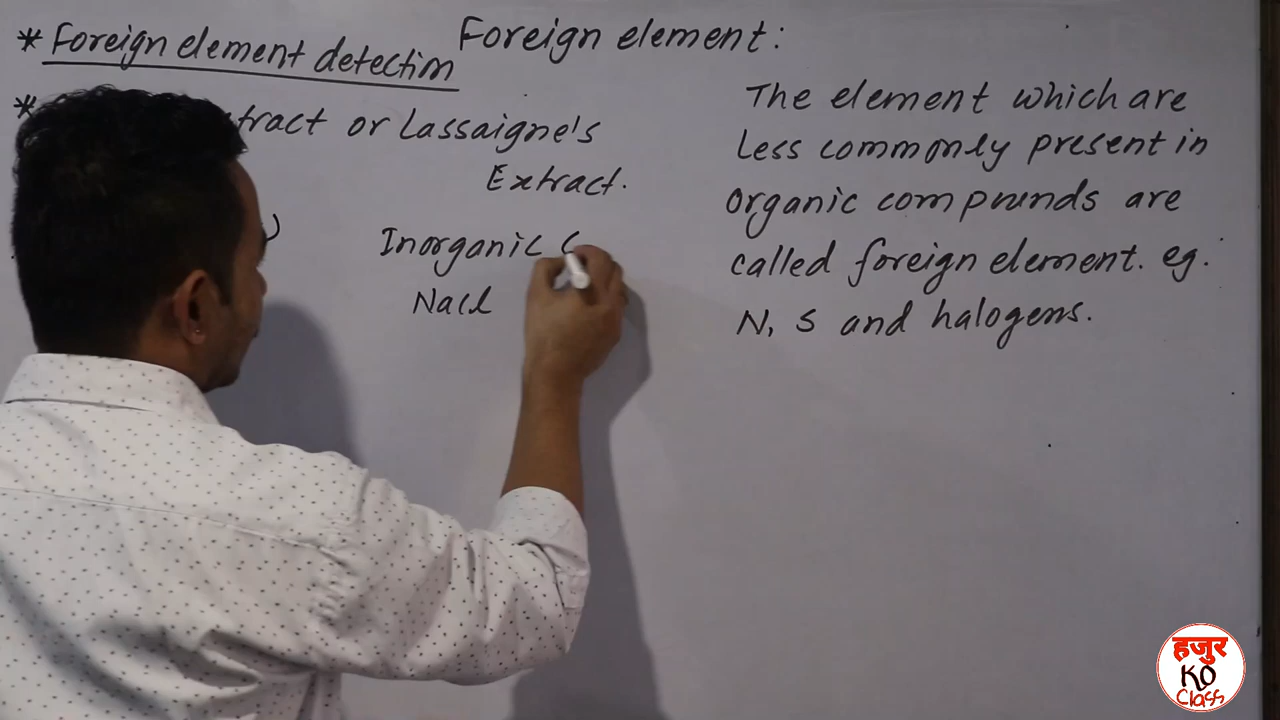 * Foreign element detection
* tract or Lassaigne's
Extract.
Inorganic C
Nacl
Foreign element:
The element which are
Less commonly present in
organic compounds are
called foreign element. eg.
N, S and halogens.
हजुर
KO
Class